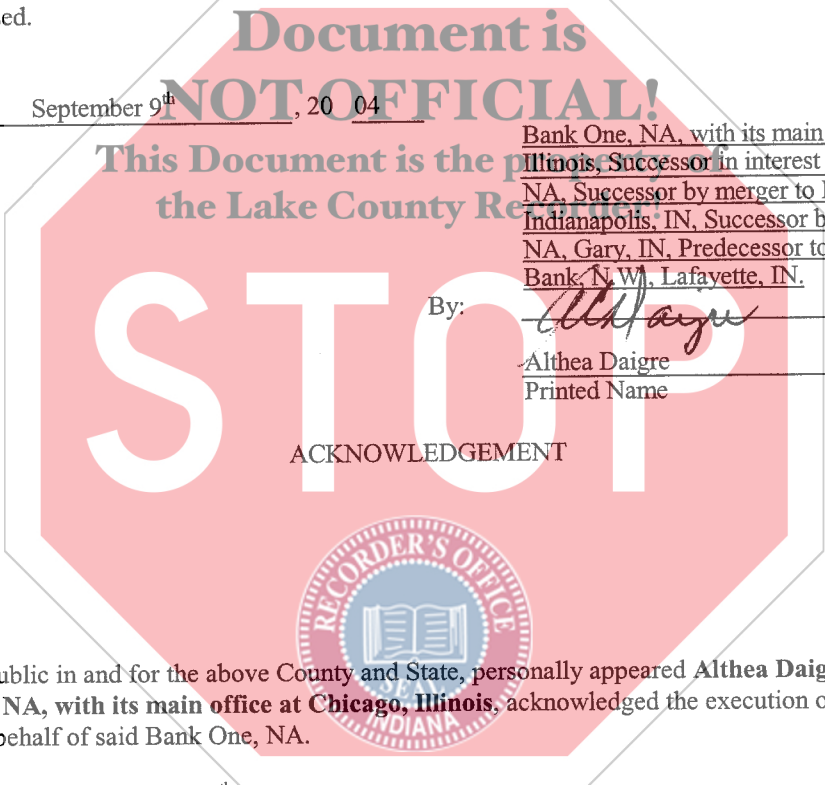 ed.
Document is
NOT OFFICIAL!
September 9th, 20 04
This Document is the property of
the Lake County Recorder!
Bank One, NA, with its main
Illinois, Successor in interest
NA, Successor by merger to
Indianapolis, IN, Successor b
NA, Gary, IN, Predecessor to
Bank, N.W., Lafayette, IN.
By:
Althea Daigre
Printed Name
STOP
ACKNOWLEDGEMENT
RECORDER'S OFFICE
SEAL
INDIANA
ublic in and for the above County and State, personally appeared Althea Daig
NA, with its main office at Chicago, Illinois, acknowledged the execution o
behalf of said Bank One, NA.